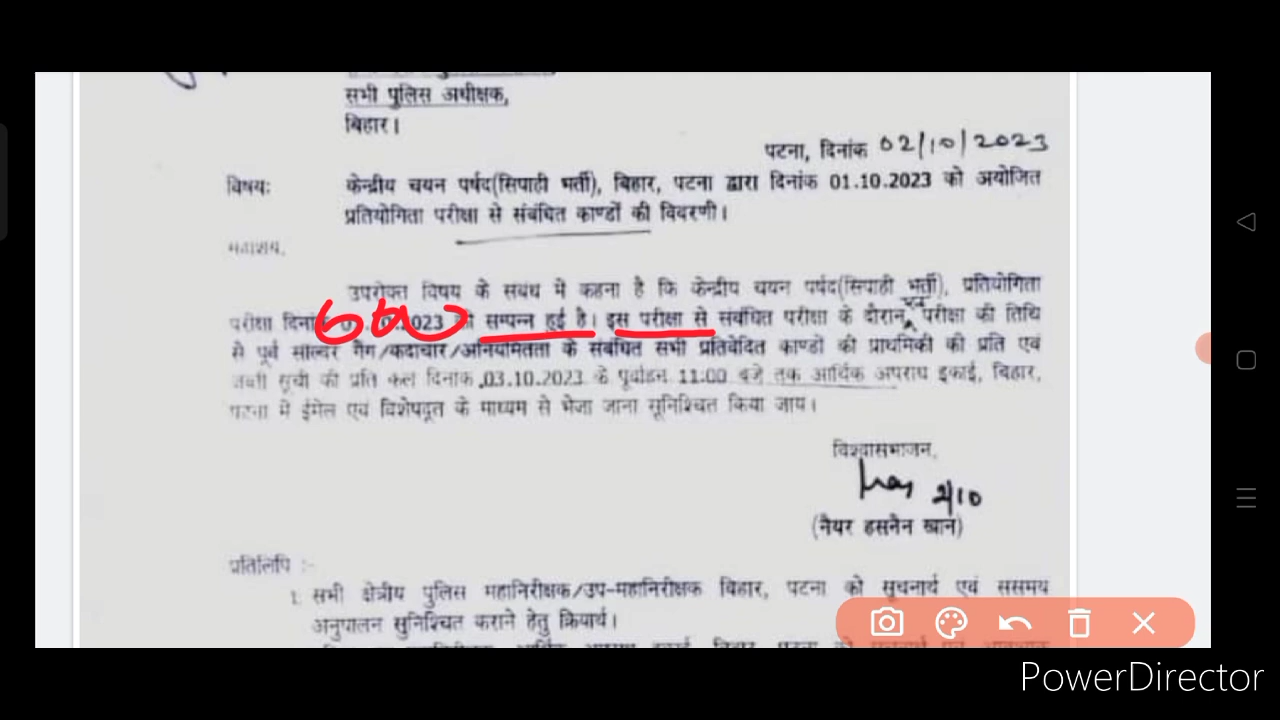 सभी पुलिस अधीक्षक,
बिहार।
पटना, दिनांक 02/10/2023
विषयः केन्द्रीय चयन पर्षद(सिपाही भर्ती), बिहार, पटना द्वारा दिनांक 01.10.2023 को अयोजित
प्रतियोगिता परीक्षा से संबंधित काण्डों की विवरणी।
महाशय,
उपरोक्त विषय के संबंध में कहना है कि केन्द्रीय चयन पर्षद(सिपाही भर्ती), प्रतियोगिता
परीक्षा दिनांक .2023 को सम्पन्न हुई है। इस परीक्षा से संबंधित परीक्षा के दौरान एवं परीक्षा की तिथि
से पूर्व सॉल्वर गैंग/कदाचार/अनियमितता के संबंधित सभी प्रतिवेदित काण्डों की प्राथमिकी की प्रति एवं
जब्ती सूची की प्रति कल दिनांक 03.10.2023 के पूर्वाहन 11:00 बजे तक आर्थिक अपराध इकाई, बिहार,
पटना में ईमेल एवं विशेषदूत के माध्यम से भेजा जाना सूनिश्चित किया जाय।
विश्वासभाजन,
2/10
(नैयर हसनैन खान)
प्रतिलिपि :-
1. सभी क्षेत्रीय पुलिस महानिरीक्षक/उप-महानिरीक्षक बिहार, पटना को सूचनार्थ एवं ससमय
अनुपालन सुनिश्चित कराने हेतु क्रियार्थ।
PowerDirector